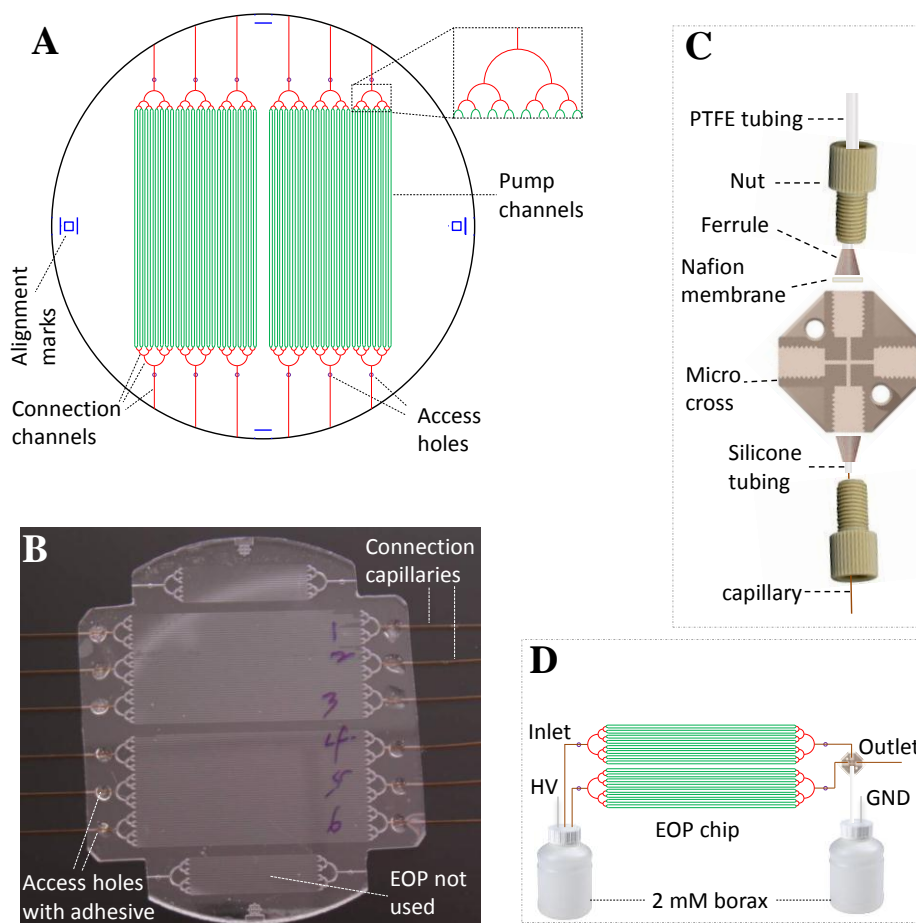 A
Pump
channels
Alignment
marks
Connection
channels
Access
holes
B
Connection
capillaries
1
2
3
4
5
6
Access holes
with adhesive
EOP not
used
C
PTFE tubing
Nut
Ferrule
Nafion
membrane
Micro
cross
Silicone
tubing
capillary
D
Inlet
Outlet
HV
GND
EOP chip
2 mM borax